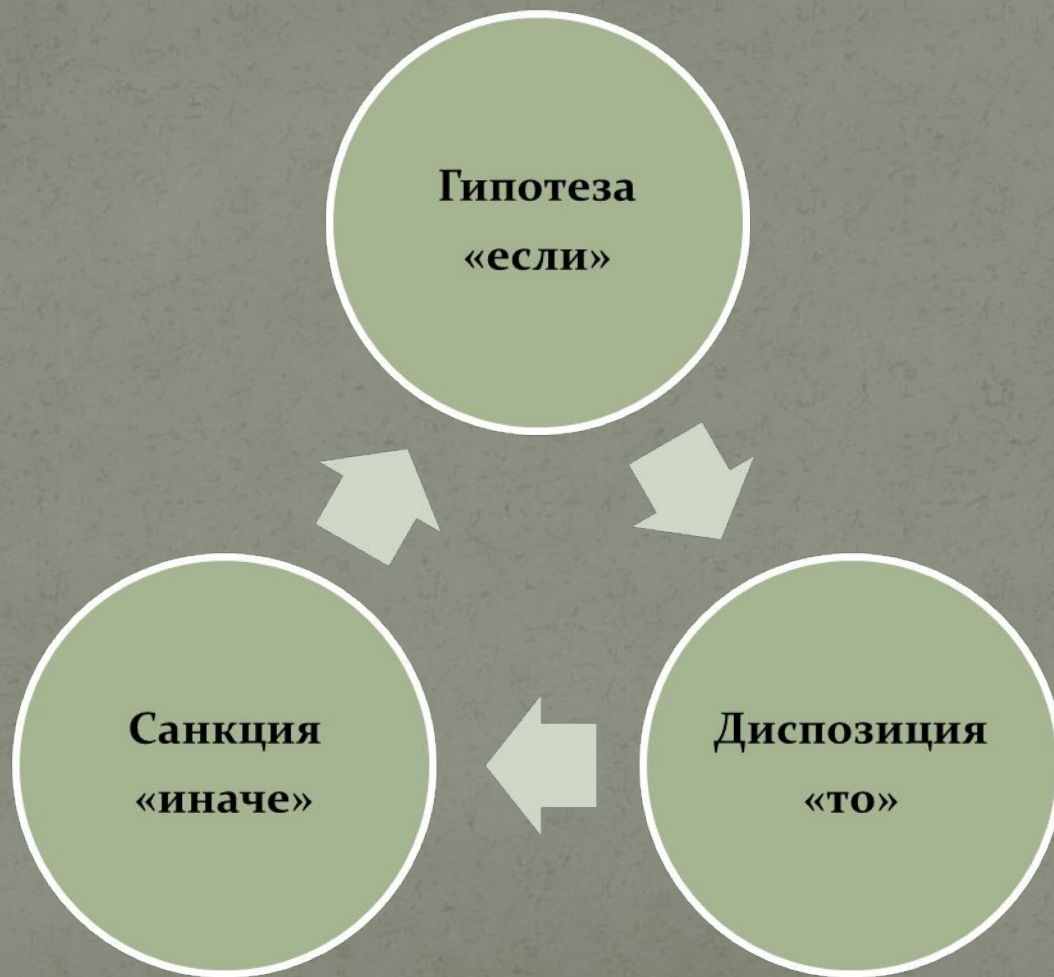 Гипотеза
«если»
Диспозиция
«то»
Санкция
«иначе»